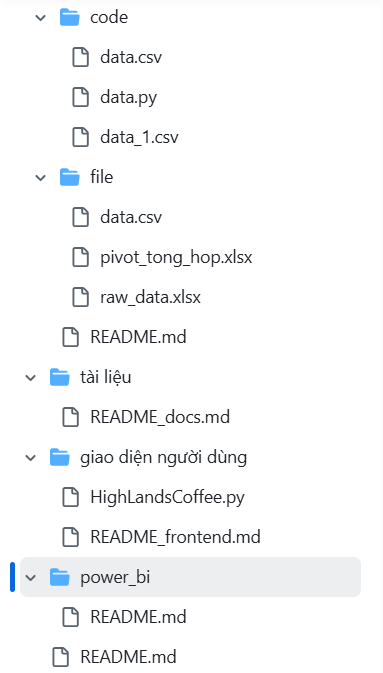 code
data.csv
data.py
data_1.csv
file
data.csv
pivot_tong_hop.xlsx
raw_data.xlsx
README.md
tài liệu
README_docs.md
giao diện người dùng
HighLandsCoffee.py
README_frontend.md
power_bi
README.md
README.md